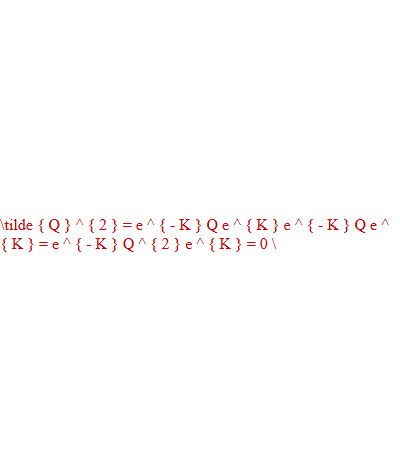 \tilde { Q } ^ { 2 } = e ^ { - K } Q e ^ { K } e ^ { - K } Q e ^
{ K } = e ^ { - K } Q ^ { 2 } e ^ { K } = 0 \